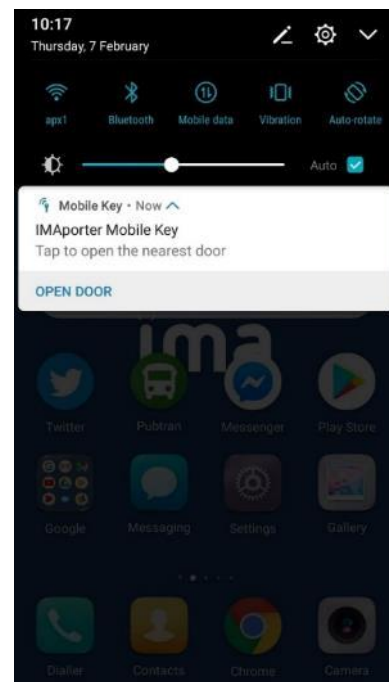 10:17
Thursday, 7 February
apx1 Bluetooth Mobile data Vibration Auto-rotate
Auto
Mobile Key • Now
IMAporter Mobile Key
Tap to open the nearest door
OPEN DOOR
ima
Twitter Pubtran Messenger Play Store
Google Messaging Settings Gallery
Dialler Contacts Chrome Camera